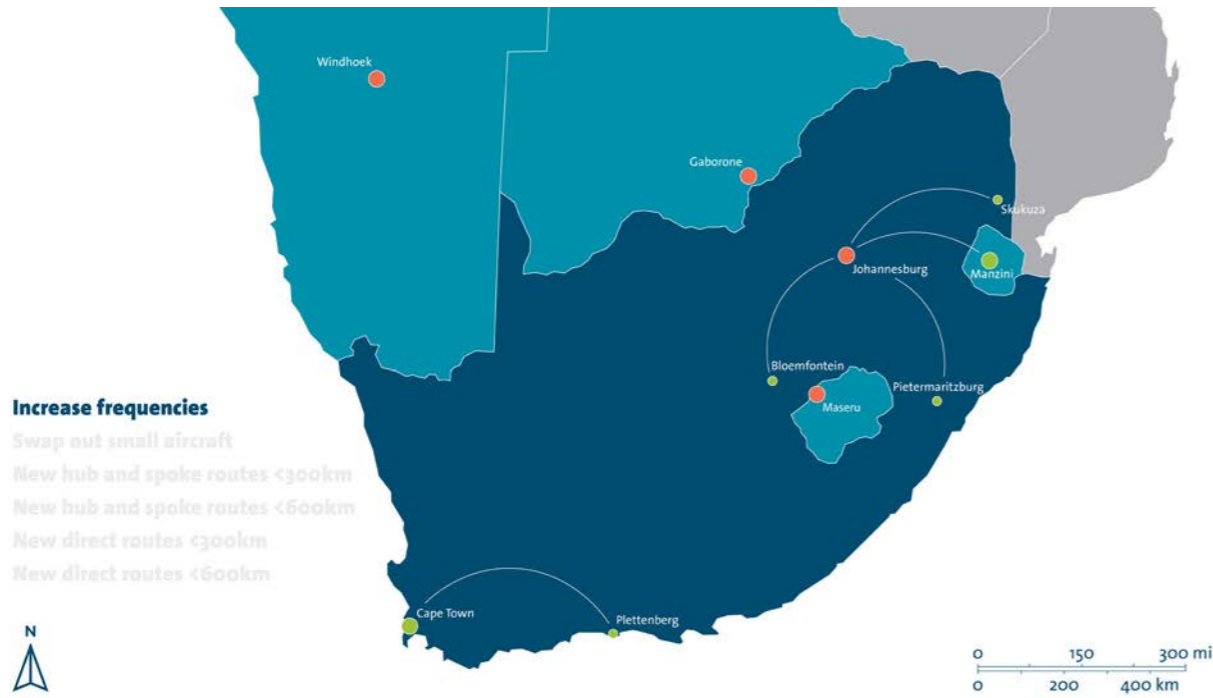 Windhoek
Gaborone
Skukuza
Johannesburg
Manzini
Bloemfontein
Pietermaritzburg
Maseru
Increase frequencies
Swap out small aircraft
New hub and spoke routes <300km
New hub and spoke routes <600km
New direct routes <300km
New direct routes <600km
Cape Town
Plettenberg
N
0 150 300 mi
0 200 400 km